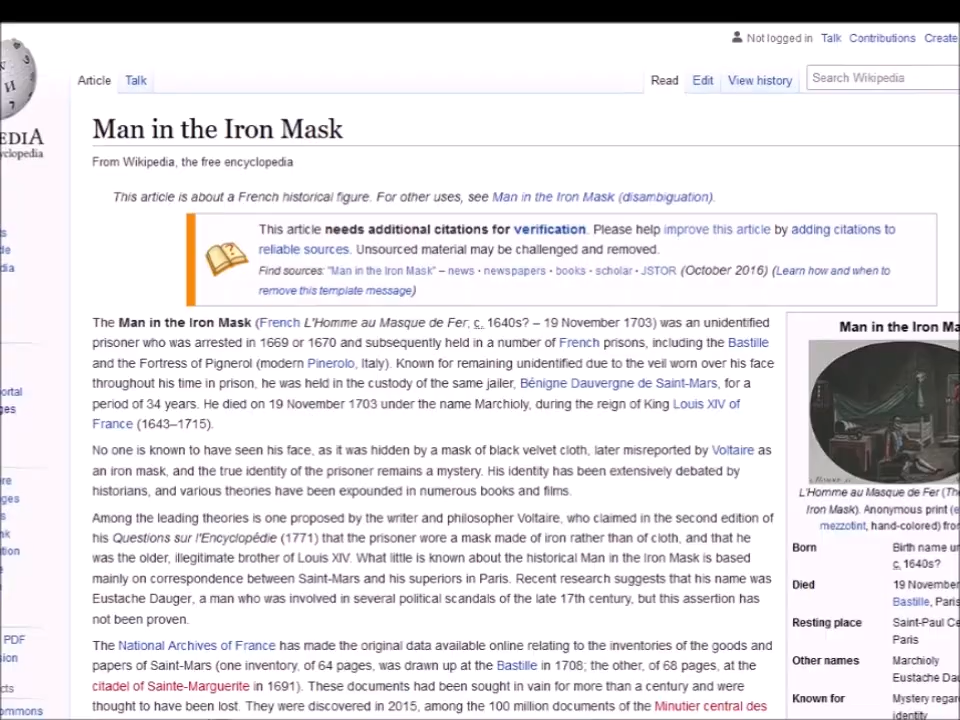 Not logged in Talk Contributions Create
Article Talk Read Edit View history Search Wikipedia
Man in the Iron Mask
From Wikipedia, the free encyclopedia
This article is about a French historical figure. For other uses, see Man in the Iron Mask (disambiguation).
This article needs additional citations for verification. Please help improve this article by adding citations to
reliable sources. Unsourced material may be challenged and removed.
Find sources: "Man in the Iron Mask" – news · newspapers · books · scholar · JSTOR (October 2016) (Learn how and when to
remove this template message)
The Man in the Iron Mask (French L'Homme au Masque de Fer; c. 1640s? – 19 November 1703) was an unidentified
prisoner who was arrested in 1669 or 1670 and subsequently held in a number of French prisons, including the Bastille
and the Fortress of Pignerol (modern Pinerolo, Italy). Known for remaining unidentified due to the veil worn over his face
throughout his time in prison, he was held in the custody of the same jailer, Bénigne Dauvergne de Saint-Mars, for a
period of 34 years. He died on 19 November 1703 under the name Marchioly, during the reign of King Louis XIV of
France (1643–1715).
No one is known to have seen his face, as it was hidden by a mask of black velvet cloth, later misreported by Voltaire as
an iron mask, and the true identity of the prisoner remains a mystery. His identity has been extensively debated by
historians, and various theories have been expounded in numerous books and films.
Among the leading theories is one proposed by the writer and philosopher Voltaire, who claimed in the second edition of
his Questions sur l'Encyclopédie (1771) that the prisoner wore a mask made of iron rather than of cloth, and that he
was the older, illegitimate brother of Louis XIV. What little is known about the historical Man in the Iron Mask is based
mainly on correspondence between Saint-Mars and his superiors in Paris. Recent research suggests that his name was
Eustache Dauger, a man who was involved in several political scandals of the late 17th century, but this assertion has
not been proven.
The National Archives of France has made the original data available online relating to the inventories of the goods and
papers of Saint-Mars (one inventory, of 64 pages, was drawn up at the Bastille in 1708; the other, of 68 pages, at the
citadel of Sainte-Marguerite in 1691). These documents had been sought in vain for more than a century and were
thought to have been lost. They were discovered in 2015, among the 100 million documents of the Minutier central des
Man in the Iron Ma
L'Homme au Masque de Fer (The
Iron Mask). Anonymous print (e
mezzotint, hand-colored) fro
Born Birth name un
c. 1640s?
Died 19 November
Bastille, Paris
Resting place Saint-Paul Ce
Paris
Other names Marchioly
Eustache Dau
Known for Mystery regar
identity
EDIA
cyclopedia
dia
ortal
ges
PDF
sion
cts
ommons